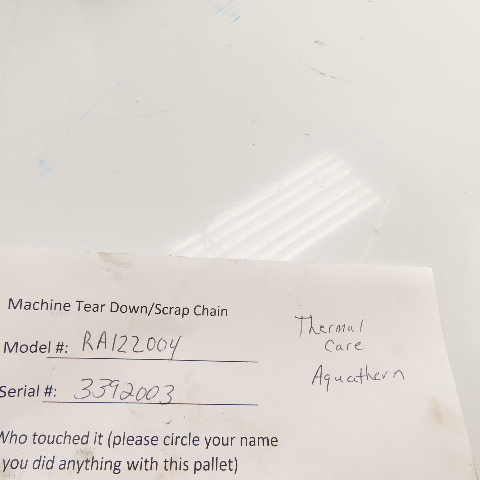 Machine Tear Down/Scrap Chain
Model #: RA122004
Serial #: 3392003
Who touched it (please circle your name
you did anything with this pallet)
Thermal
Care
Aquathern